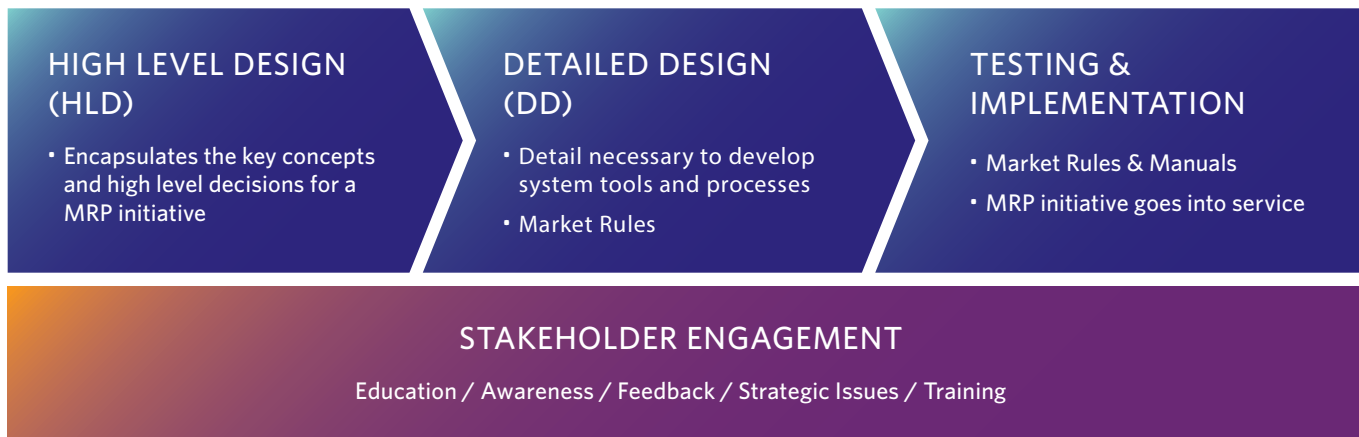 HIGH LEVEL DESIGN
(HLD)
• Encapsulates the key concepts
and high level decisions for a
MRP initiative
DETAILED DESIGN
(DD)
• Detail necessary to develop
system tools and processes
• Market Rules
TESTING &
IMPLEMENTATION
• Market Rules & Manuals
• MRP initiative goes into service
STAKEHOLDER ENGAGEMENT
Education / Awareness / Feedback / Strategic Issues / Training